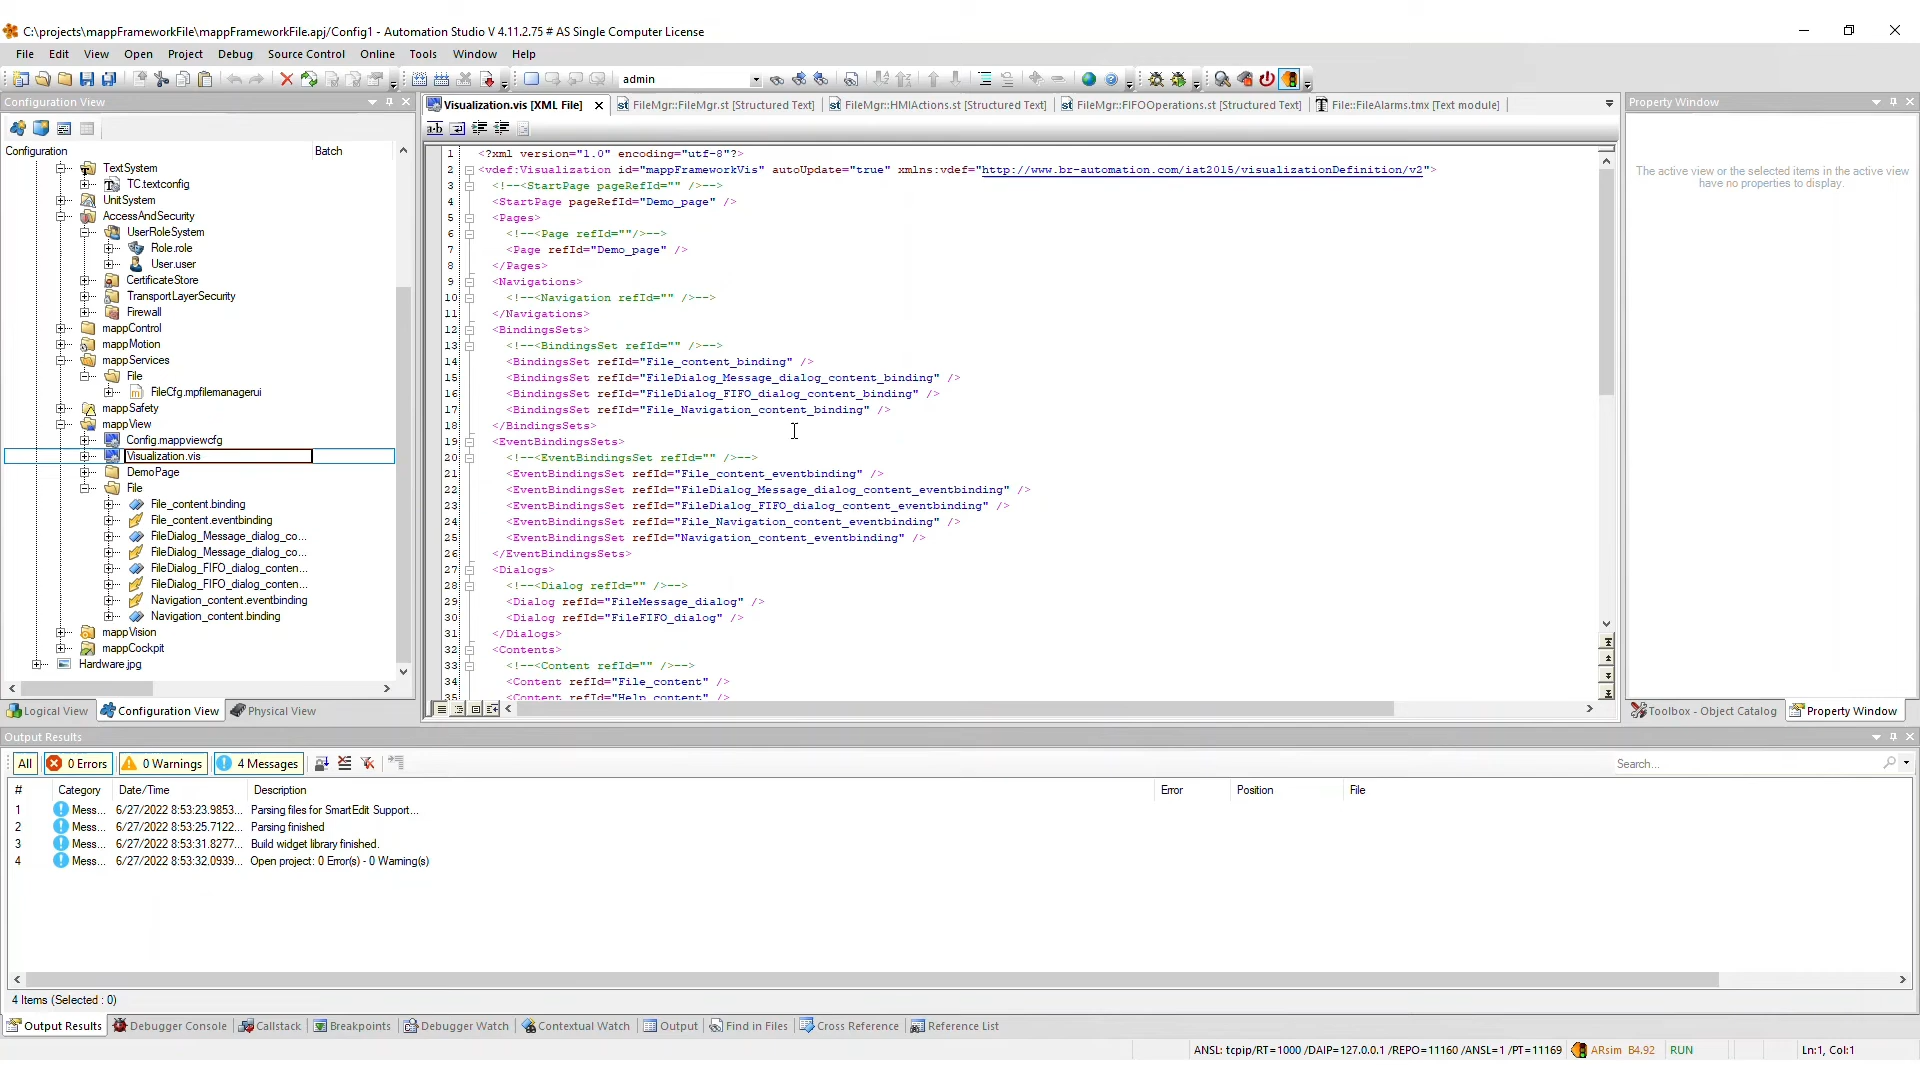 C:\projects\mappFrameworkFile\mappFrameworkFile.apj/Config1 - Automation Studio V 4.11.2.75 # AS Single Computer License
File Edit View Open Project Debug Source Control Online Tools Window Help
admin
Configuration View
Visualization.vis [XML File] FileMgr::FileMgr.st [Structured Text] FileMgr::HMIActions.st [Structured Text] FileMgr::FIFOOperations.st [Structured Text] File::FileAlarms.tmx [Text module]
Property Window
Configuration Batch
TextSystem
TC.textconfig
UnitSystem
AccessAndSecurity
UserRoleSystem
Role.role
User.user
CertificateStore
TransportLayerSecurity
Firewall
mappControl
mappMotion
mappServices
File
FileCfg.mpfilemanagerui
mappSafety
mappView
Config.mappviewcfg
Visualization.vis
DemoPage
File
File_content.binding
File_content.eventbinding
FileDialog_Message_dialog_co...
FileDialog_Message_dialog_co...
FileDialog_FIFO_dialog_conten...
FileDialog_FIFO_dialog_conten...
Navigation_content.eventbinding
Navigation_content.binding
mappVision
mappCockpit
Hardware.jpg
Logical View Configuration View Physical View
1 <?xml version="1.0" encoding="utf-8"?>
2 <vdef:Visualization id="mappFrameworkVis" autoUpdate="true" xmlns:vdef="http://www.br-automation.com/iat2015/visualizationDefinition/v2">
3 <!--<StartPage pageRefId="" />-->
4 <StartPage pageRefId="Demo_page" />
5 <Pages>
6 <!--<Page refId=""/>-->
7 <Page refId="Demo_page" />
8 </Pages>
9 <Navigations>
10 <!--<Navigation refId="" />-->
11 </Navigations>
12 <BindingsSets>
13 <!--<BindingsSet refId="" />-->
14 <BindingsSet refId="File_content_binding" />
15 <BindingsSet refId="FileDialog_Message_dialog_content_binding" />
16 <BindingsSet refId="FileDialog_FIFO_dialog_content_binding" />
17 <BindingsSet refId="File_Navigation_content_binding" />
18 </BindingsSets>
19 <EventBindingsSets>
20 <!--<EventBindingsSet refId="" />-->
21 <EventBindingsSet refId="File_content_eventbinding" />
22 <EventBindingsSet refId="FileDialog_Message_dialog_content_eventbinding" />
23 <EventBindingsSet refId="FileDialog_FIFO_dialog_content_eventbinding" />
24 <EventBindingsSet refId="File_Navigation_content_eventbinding" />
25 <EventBindingsSet refId="Navigation_content_eventbinding" />
26 </EventBindingsSets>
27 <Dialogs>
28 <!--<Dialog refId="" />-->
29 <Dialog refId="FileMessage_dialog" />
30 <Dialog refId="FileFIFO_dialog" />
31 </Dialogs>
32 <Contents>
33 <!--<Content refId="" />-->
34 <Content refId="File_content" />
35 <Content refId="Help_content" />
The active view or the selected items in the active view
have no properties to display.
Toolbox - Object Catalog Property Window
Output Results
All 0 Errors 0 Warnings 4 Messages Search...
# Category Date/Time Description Error Position File
1 Mess... 6/27/2022 8:53:23.9853... Parsing files for SmartEdit Support...
2 Mess... 6/27/2022 8:53:25.7122... Parsing finished
3 Mess... 6/27/2022 8:53:31.8277... Build widget library finished.
4 Mess... 6/27/2022 8:53:32.0939... Open project: 0 Error(s) - 0 Warning(s)
4 Items (Selected : 0)
Output Results Debugger Console Callstack Breakpoints Debugger Watch Contextual Watch Output Find in Files Cross Reference Reference List
ANSL: tcpip/RT=1000 /DAIP=127.0.0.1 /REPO=11160 /ANSL=1 /PT=11169 ARsim B4.92 RUN Ln:1, Col:1